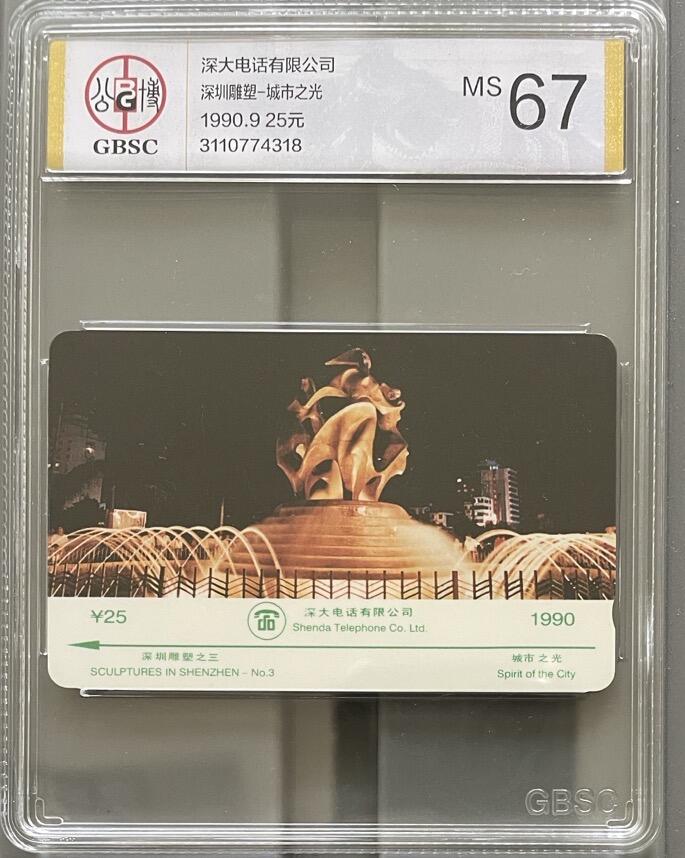 公博
BG
GBSC
深大电话有限公司
深圳雕塑-城市之光
1990.9 25元
3110774318
MS 67
¥25
深大电话有限公司
Shenda Telephone Co. Ltd.
1990
深圳雕塑之三
SCULPTURES IN SHENZHEN - No.3
城市之光
Spirit of the City
GBSC